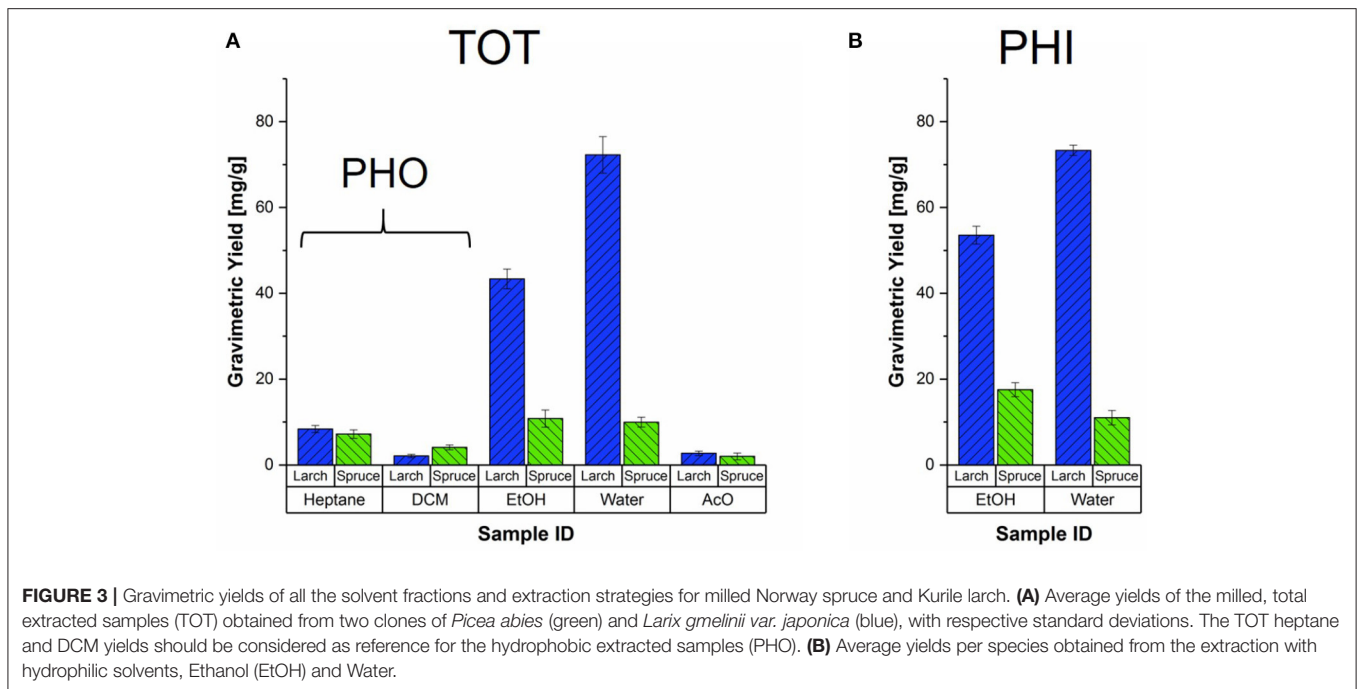 A
TOT
B
PHI
PHO
Gravimetric Yield [mg/g]
80
60
40
20
0
Larch Spruce Larch Spruce Larch Spruce Larch Spruce Larch Spruce
Heptane DCM EtOH Water AcO
Sample ID
Gravimetric Yield [mg/g]
80
60
40
20
0
Larch Spruce Larch Spruce
EtOH Water
Sample ID
FIGURE 3 | Gravimetric yields of all the solvent fractions and extraction strategies for milled Norway spruce and Kurile larch. (A) Average yields of the milled, total
extracted samples (TOT) obtained from two clones of Picea abies (green) and Larix gmelinii var. japonica (blue), with respective standard deviations. The TOT heptane
and DCM yields should be considered as reference for the hydrophobic extracted samples (PHO). (B) Average yields per species obtained from the extraction with
hydrophilic solvents, Ethanol (EtOH) and Water.